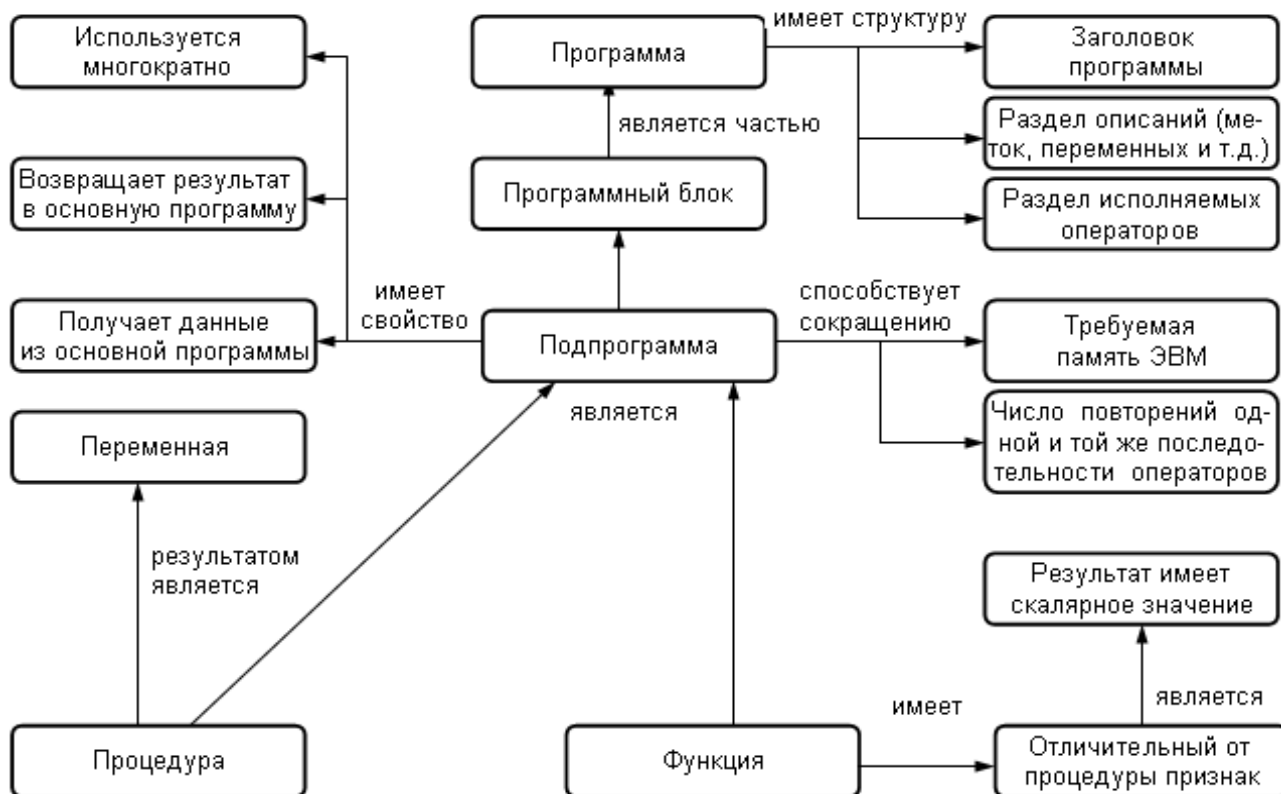 Используется
многократно
Программа
имеет структуру
Заголовок
программы
является частью
Раздел описаний (ме-
ток, переменных и т.д.)
Возвращает результат
в основную программу
Программный блок
Раздел исполняемых
операторов
имеет
свойство
способствует
сокращению
Получает данные
из основной программы
Подпрограмма
Требуемая
память ЭВМ
является
Переменная
Число повторений од-
ной и той же последо-
тельности операторов
результатом
является
Результат имеет
скалярное значение
имеет
является
Процедура
Функция
Отличительный от
процедуры признак